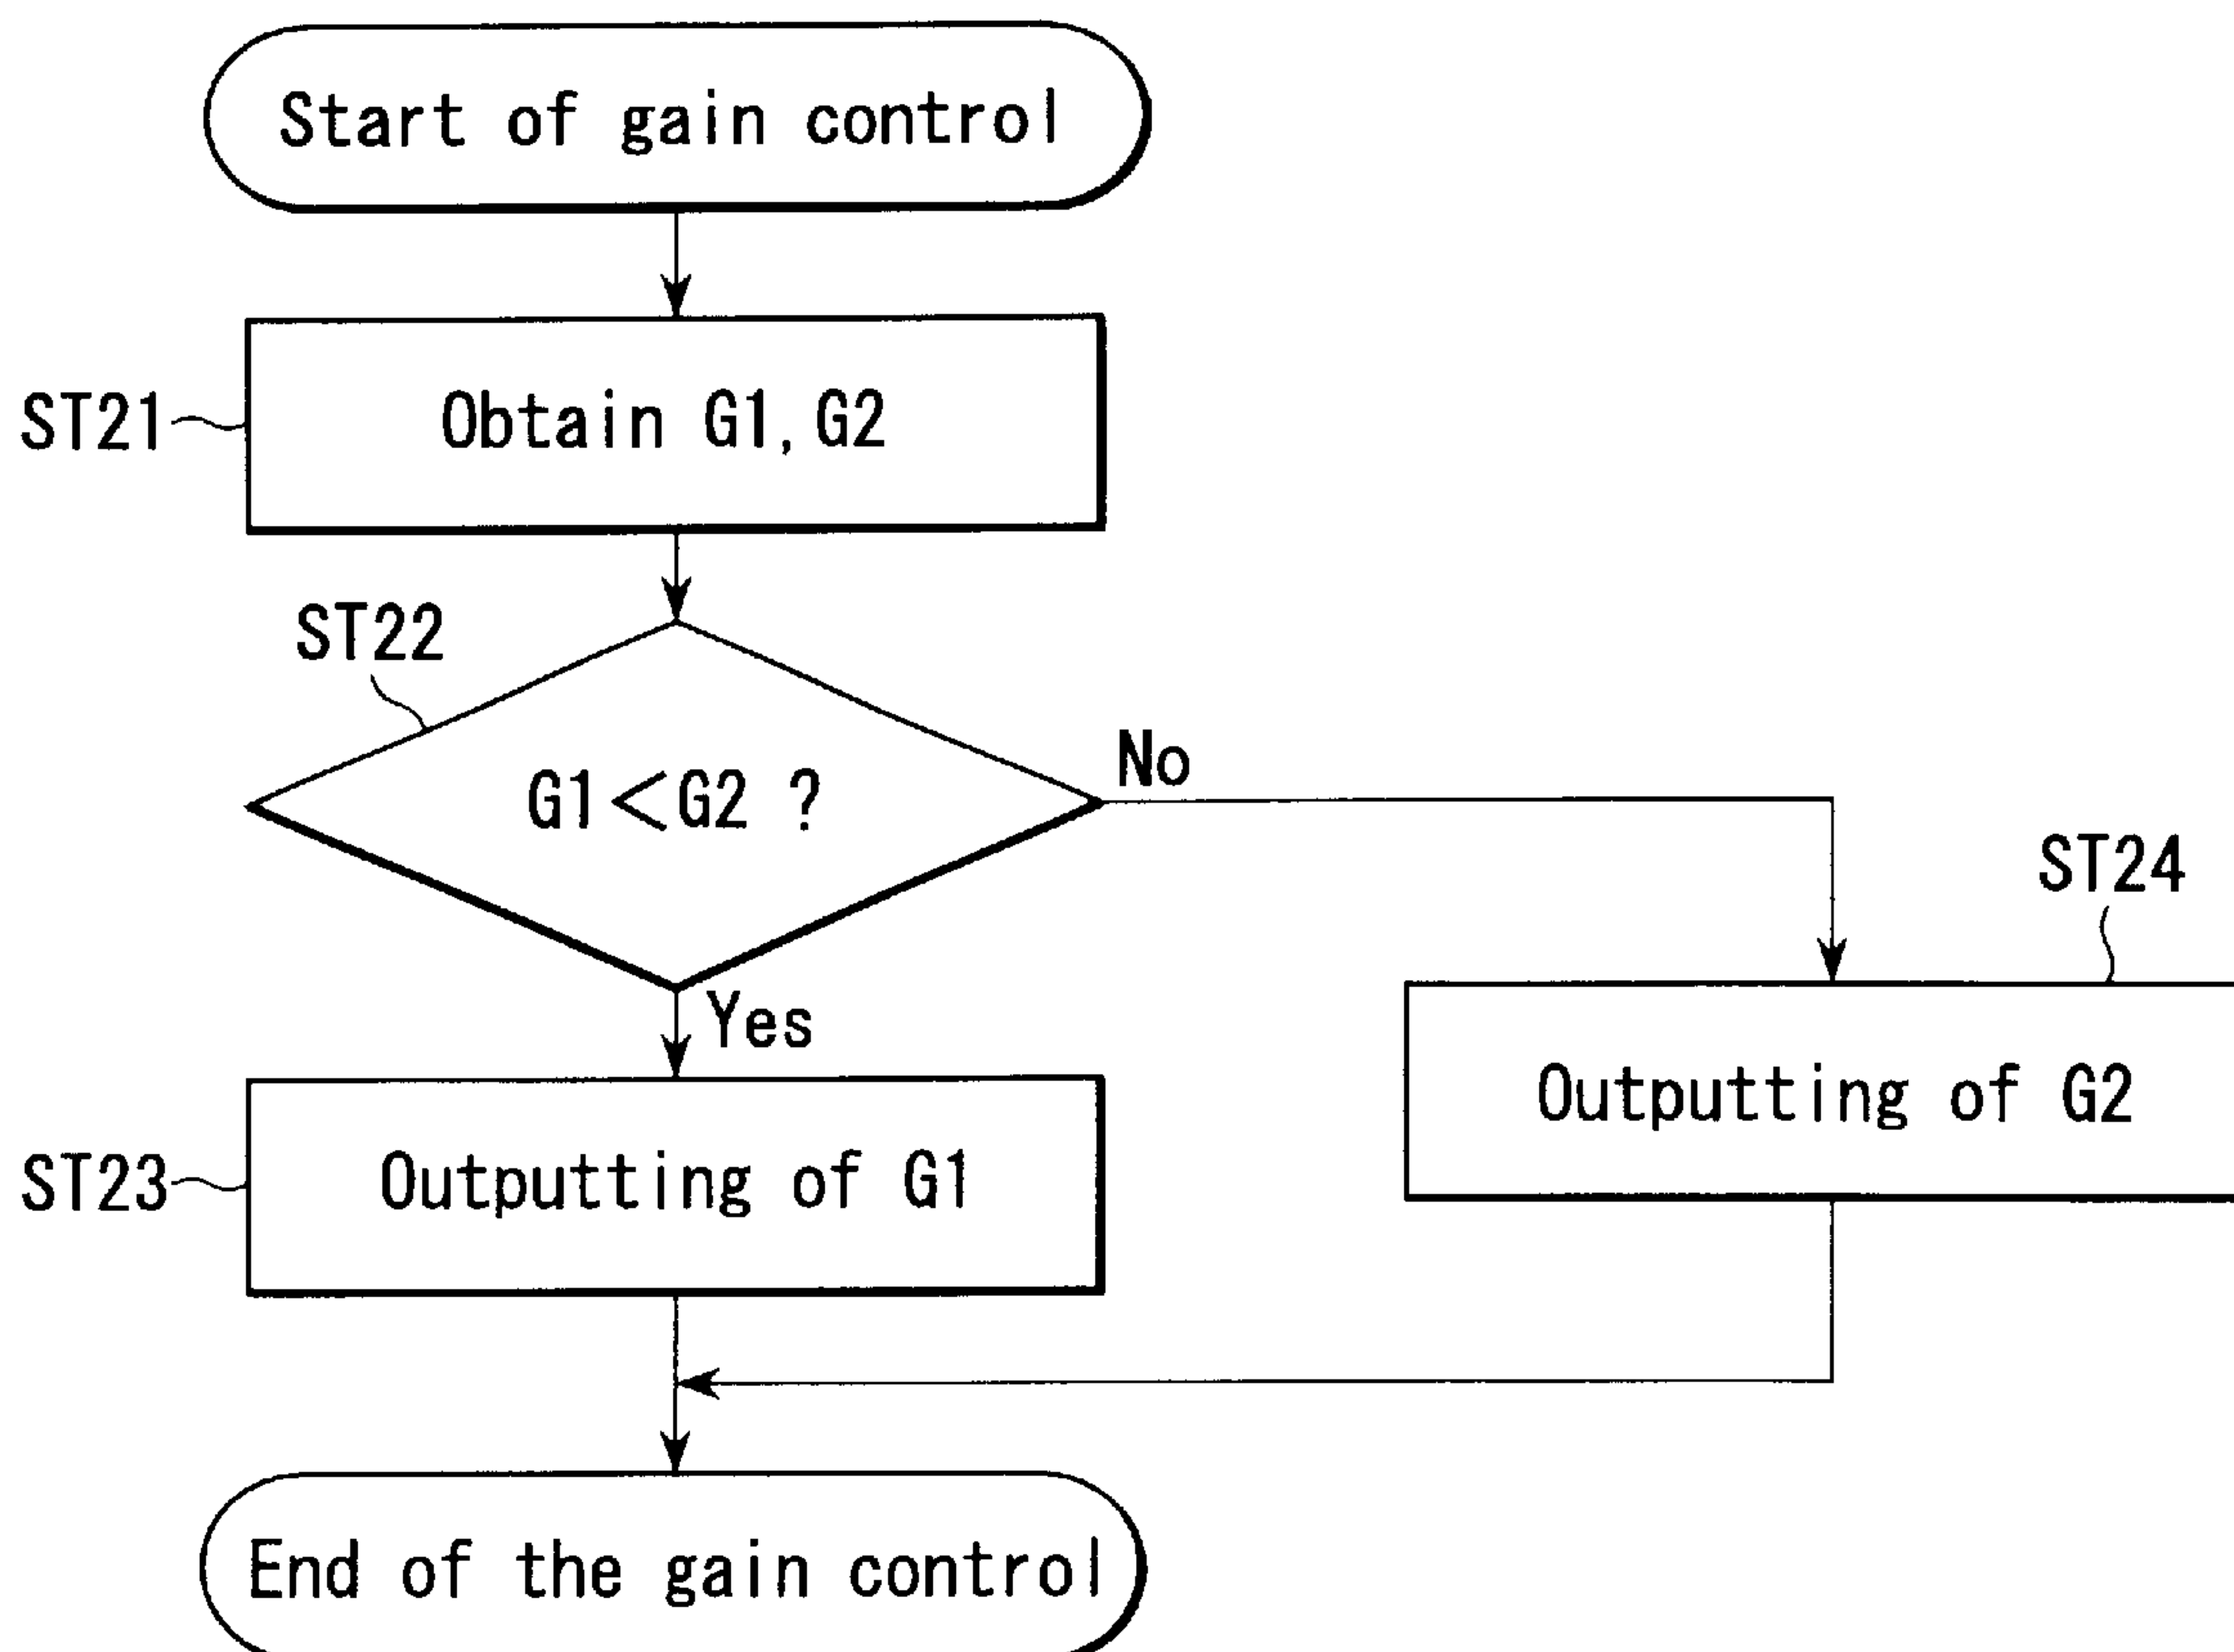 Start of gain control
ST21
Obtain G1, G2
ST22
G1<G2 ?
No
Yes
ST24
Outputting of G2
ST23
Outputting of G1
End of the gain control